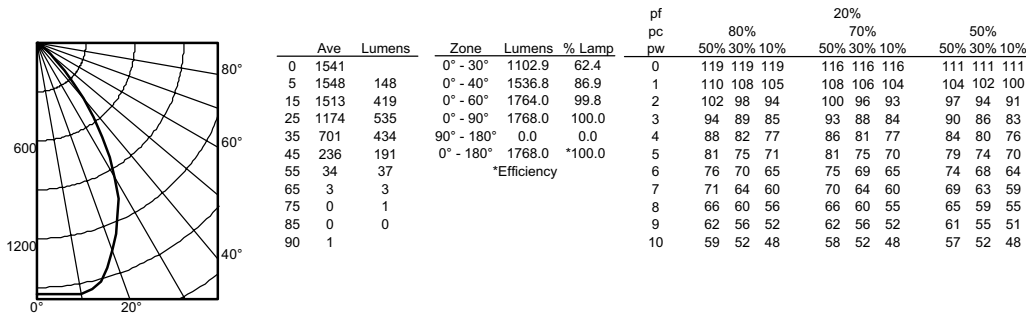 600
1200
0° 20°
80°
60°
40°
Ave Lumens
0 1541
5 1548 148
15 1513 419
25 1174 535
35 701 434
45 236 191
55 34 37
65 3 3
75 0 1
85 0 0
90 1
Zone Lumens % Lamp
0° - 30° 1102.9 62.4
0° - 40° 1536.8 86.9
0° - 60° 1764.0 99.8
0° - 90° 1768.0 100.0
90° - 180° 0.0 0.0
0° - 180° 1768.0 *100.0
*Efficiency
pf 20%
pc 80% 70% 50%
pw 50% 30% 10% 50% 30% 10% 50% 30% 10%
0 119 119 119 116 116 116 111 111 111
1 110 108 105 108 106 104 104 102 100
2 102 98 94 100 96 93 97 94 91
3 94 89 85 93 88 84 90 86 83
4 88 82 77 86 81 77 84 80 76
5 81 75 71 81 75 70 79 74 70
6 76 70 65 75 69 65 74 68 64
7 71 64 60 70 64 60 69 63 59
8 66 60 56 66 60 55 65 59 55
9 62 56 52 62 56 52 61 55 51
10 59 52 48 58 52 48 57 52 48